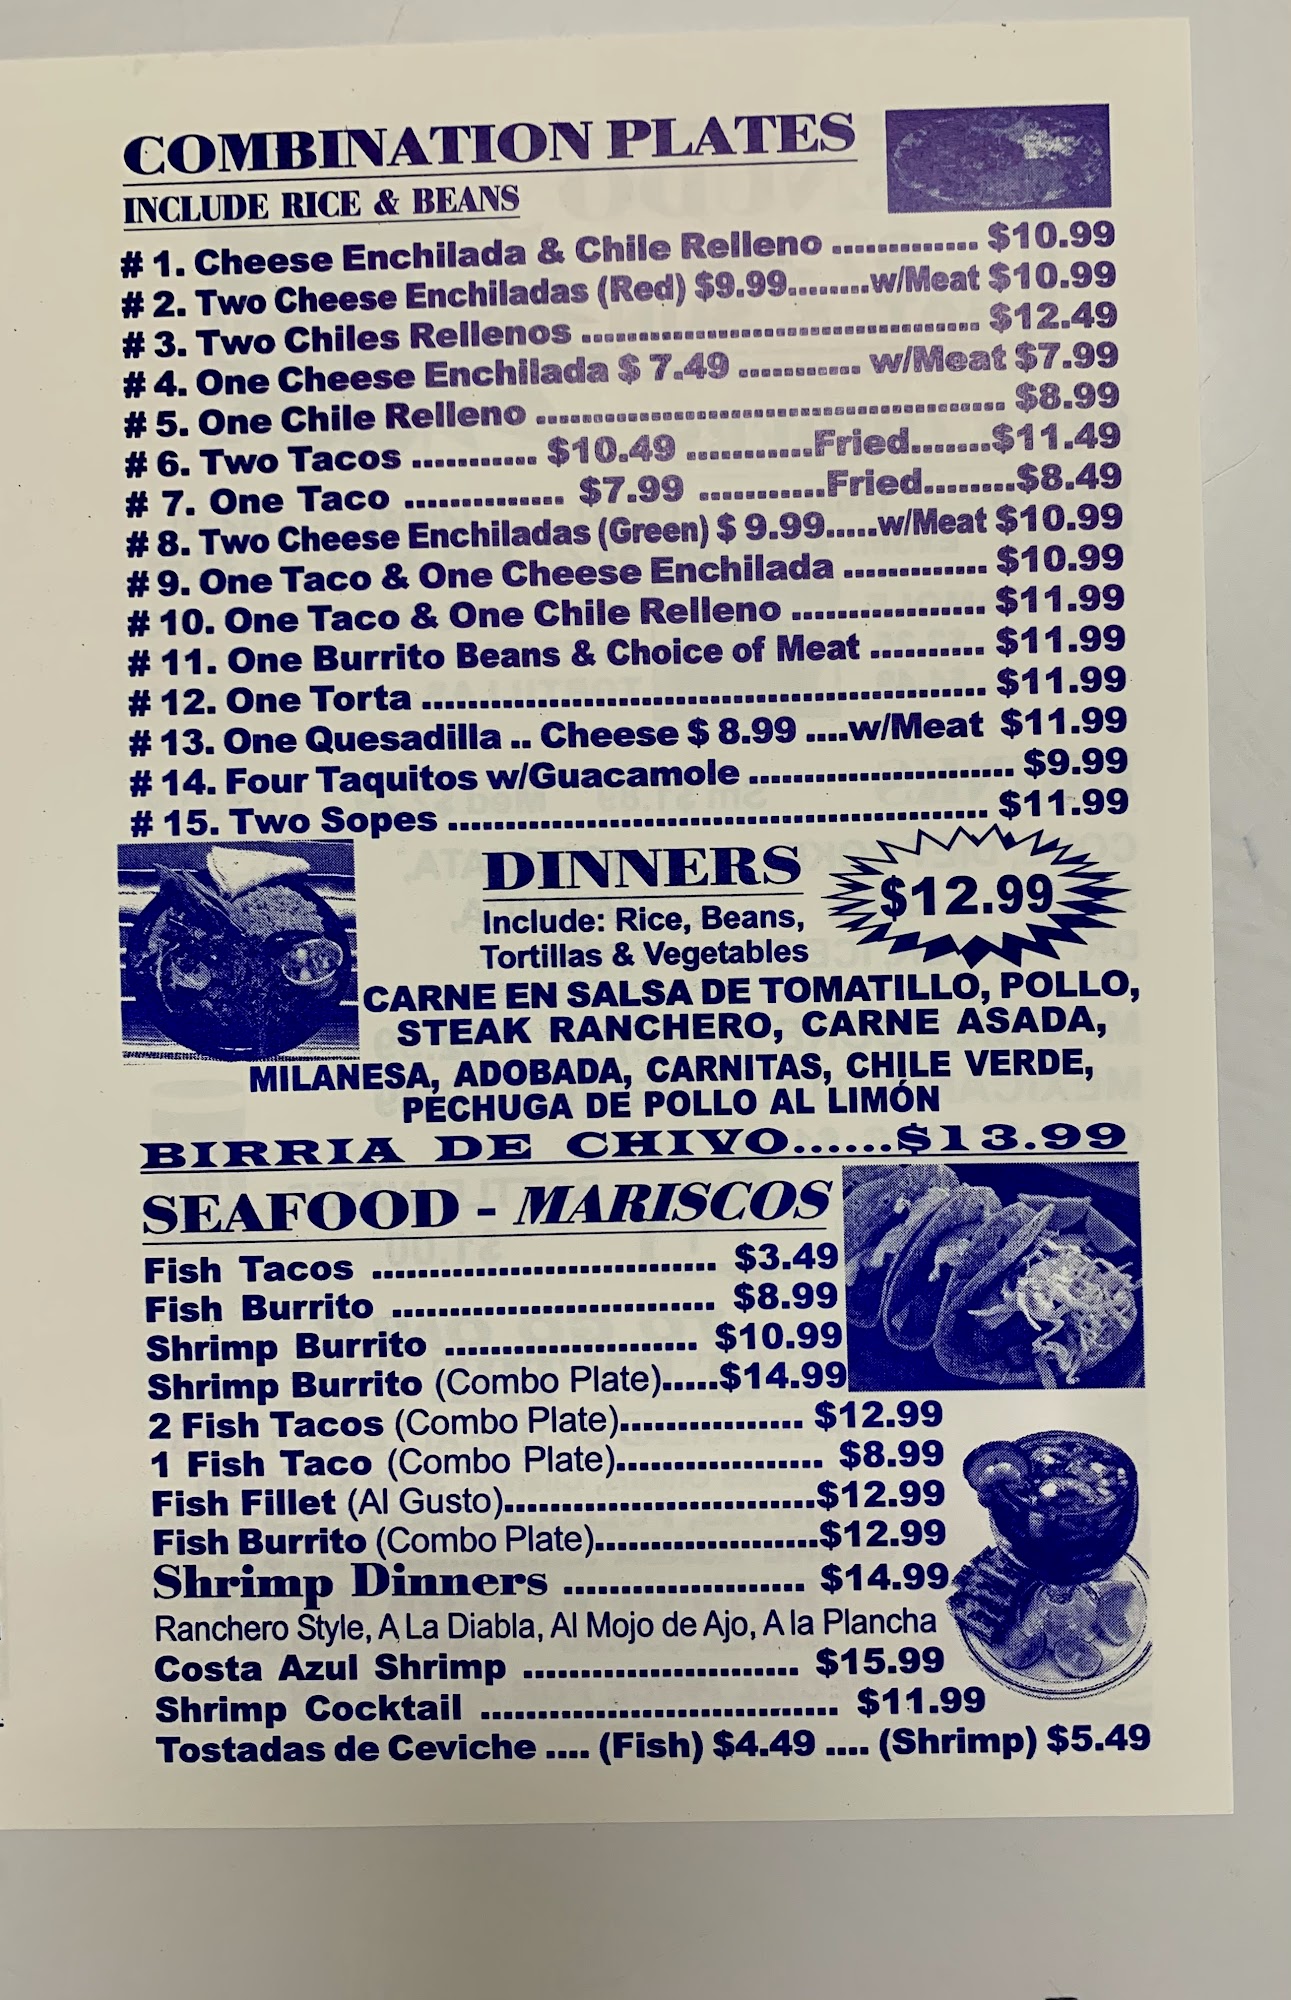 COMBINATION PLATES
INCLUDE RICE & BEANS
# 1. Cheese Enchilada & Chile Relleno ............. $10.99
# 2. Two Cheese Enchiladas (Red) $9.99........w/Meat $10.99
# 3. Two Chiles Rellenos ................................... $12.49
# 4. One Cheese Enchilada $ 7.49 ........... w/Meat $7.99
# 5. One Chile Relleno ......................................... $8.99
# 6. Two Tacos ........... $10.49 ...........Fried.......$11.49
# 7. One Taco .............. $7.99 ...........Fried........$8.49
# 8. Two Cheese Enchiladas (Green) $ 9.99.....w/Meat $10.99
# 9. One Taco & One Cheese Enchilada ............. $10.99
# 10. One Taco & One Chile Relleno ................. $11.99
# 11. One Burrito Beans & Choice of Meat .......... $11.99
# 12. One Torta .................................................. $11.99
# 13. One Quesadilla .. Cheese $ 8.99 ....w/Meat $11.99
# 14. Four Taquitos w/Guacamole ....................... $9.99
# 15. Two Sopes ............................................... $11.99
DINNERS
$12.99
Include: Rice, Beans,
Tortillas & Vegetables
CARNE EN SALSA DE TOMATILLO, POLLO,
STEAK RANCHERO, CARNE ASADA,
MILANESA, ADOBADA, CARNITAS, CHILE VERDE,
PECHUGA DE POLLO AL LIMÓN
BIRRIA DE CHIVO......$13.99
SEAFOOD - MARISCOS
Fish Tacos ............................... $3.49
Fish Burrito ............................. $8.99
Shrimp Burrito ....................... $10.99
Shrimp Burrito (Combo Plate).....$14.99
2 Fish Tacos (Combo Plate)................ $12.99
1 Fish Taco (Combo Plate).................. $8.99
Fish Fillet (Al Gusto)...........................$12.99
Fish Burrito (Combo Plate)....................$12.99
Shrimp Dinners ..................... $14.99
Ranchero Style, A La Diabla, Al Mojo de Ajo, A la Plancha
Costa Azul Shrimp ......................... $15.99
Shrimp Cocktail ................................ $11.99
Tostadas de Ceviche .... (Fish) $4.49 .... (Shrimp) $5.49